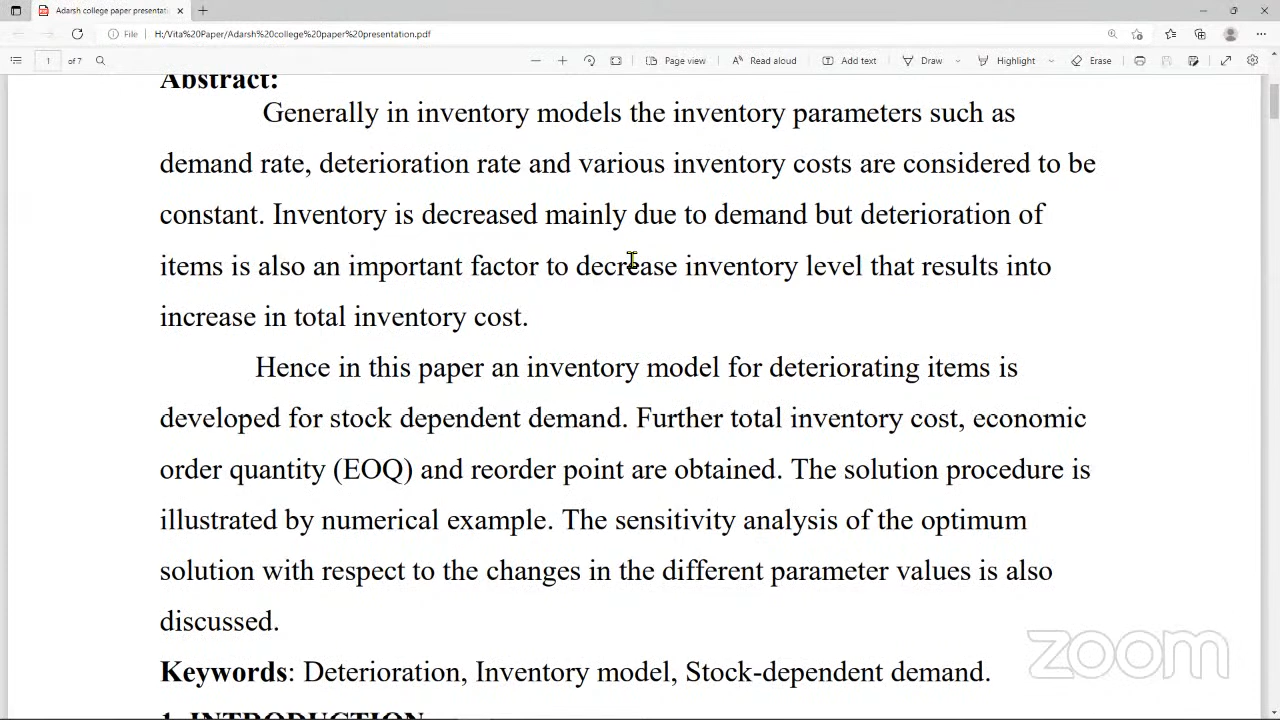 Adarsh college paper presentati
File
H:/Vita%20Paper/Adarsh%20college%20paper%20presentation.pdf
1 of 7
Page view
Read aloud
Add text
Draw
Highlight
Erase
Abstract:
Generally in inventory models the inventory parameters such as
demand rate, deterioration rate and various inventory costs are considered to be
constant. Inventory is decreased mainly due to demand but deterioration of
items is also an important factor to decrease inventory level that results into
increase in total inventory cost.
Hence in this paper an inventory model for deteriorating items is
developed for stock dependent demand. Further total inventory cost, economic
order quantity (EOQ) and reorder point are obtained. The solution procedure is
illustrated by numerical example. The sensitivity analysis of the optimum
solution with respect to the changes in the different parameter values is also
discussed.
Keywords: Deterioration, Inventory model, Stock-dependent demand.
1. INTRODUCTION
zoom